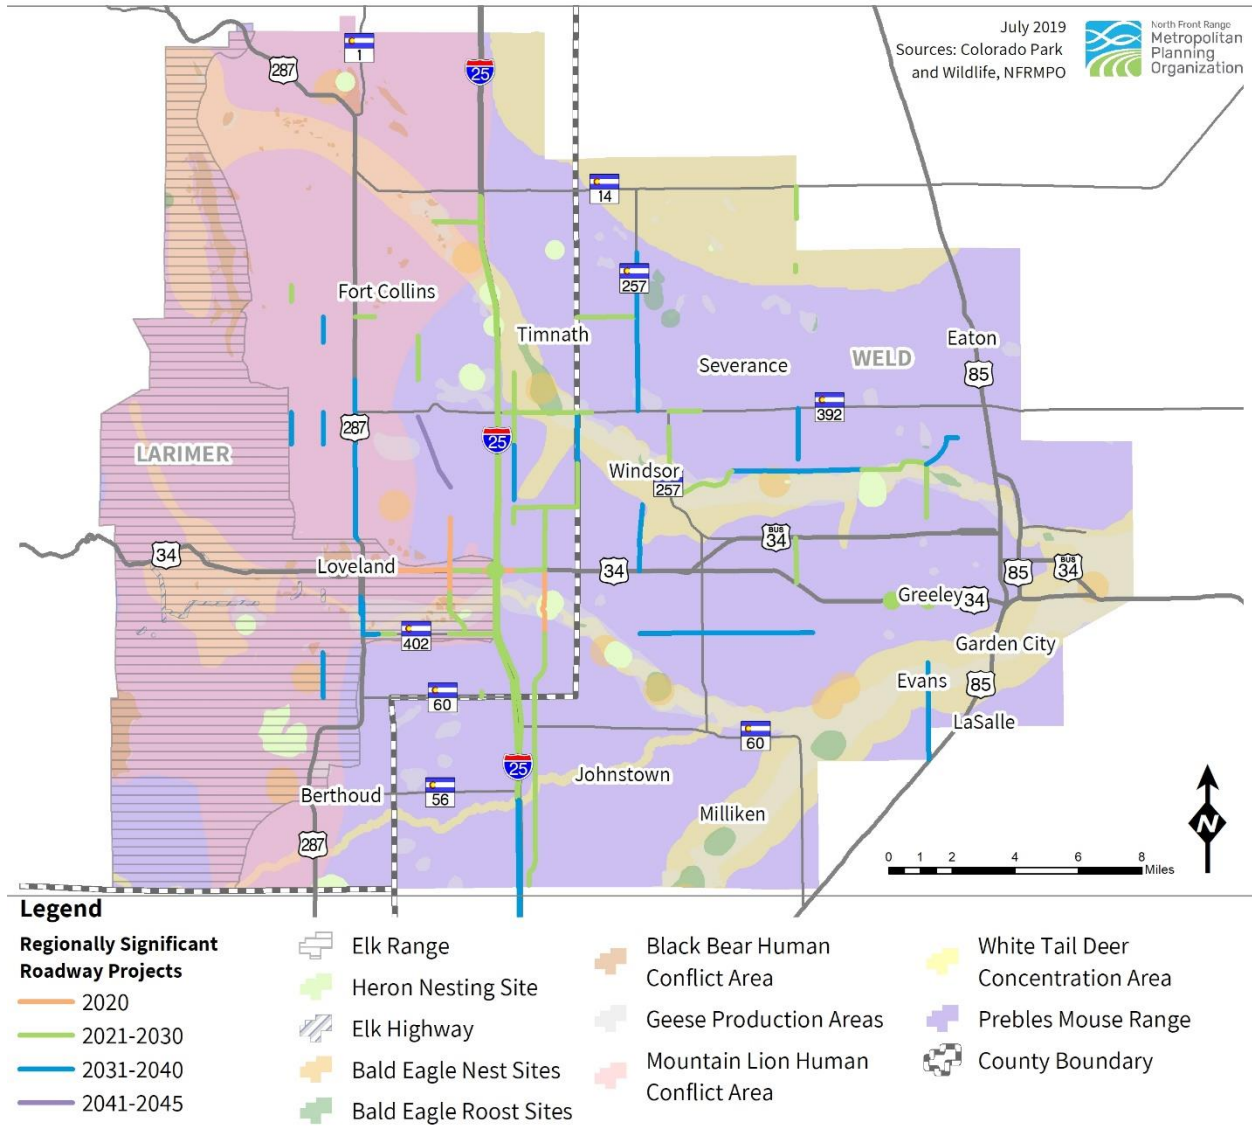 July 2019
Sources: Colorado Park
and Wildlife, NFRMPO
North Front Range
Metropolitan
Planning
Organization
1
287
25
14
257
Fort Collins
Timnath
Severance
WELD
Eaton
85
392
287
25
LARIMER
Windsor
257
BUS
34
34
Loveland
34
85
BUS
34
Greeley
34
402
Garden City
Evans
85
60
LaSalle
60
25
Johnstown
56
Berthoud
Milliken
287
N
0 1 2 4 6 8
Miles
Legend
Regionally Significant
Roadway Projects
2020
2021-2030
2031-2040
2041-2045
Elk Range
Heron Nesting Site
Elk Highway
Bald Eagle Nest Sites
Bald Eagle Roost Sites
Black Bear Human
Conflict Area
Geese Production Areas
Mountain Lion Human
Conflict Area
White Tail Deer
Concentration Area
Prebles Mouse Range
County Boundary